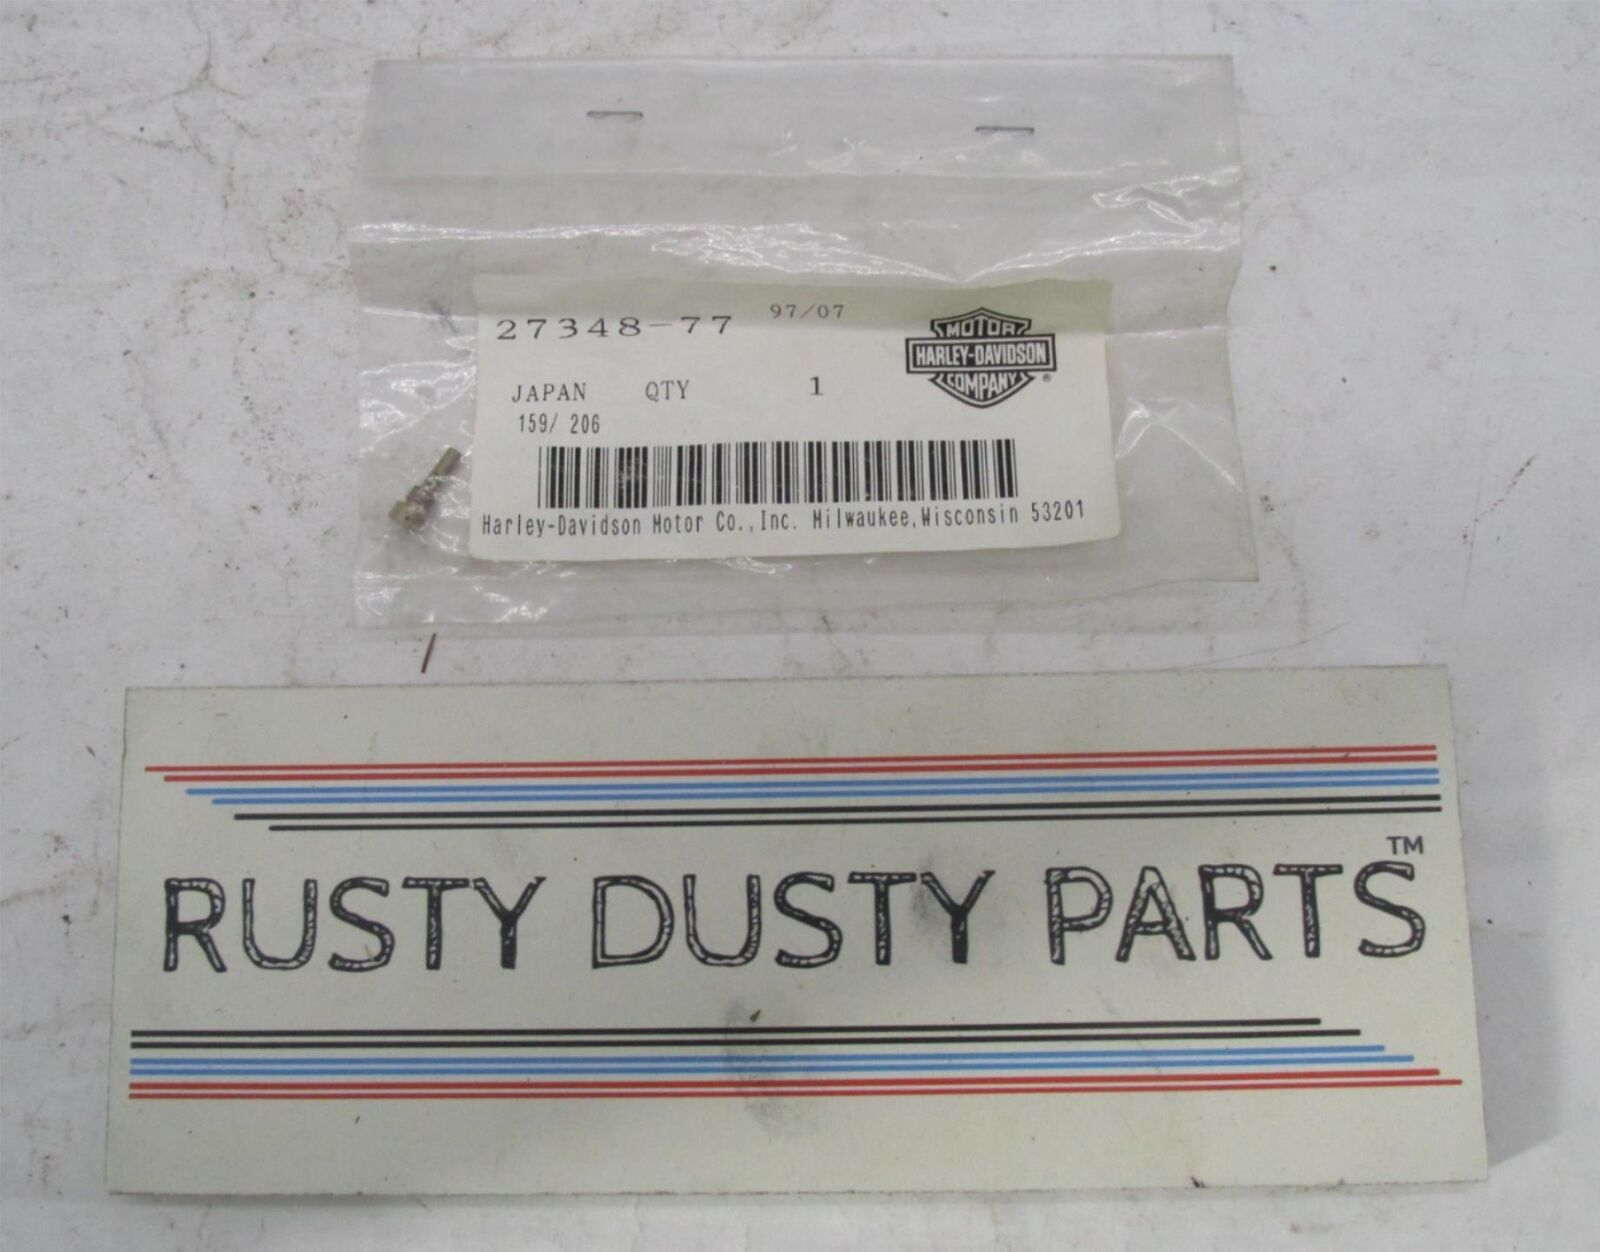 27348-77 97/07
MOTOR
HARLEY-DAVIDSON
COMPANY ®
JAPAN QTY 1
159/ 206
Harley-Davidson Motor Co.,Inc. Milwaukee,Wisconsin 53201
RUSTY DUSTY PARTS™